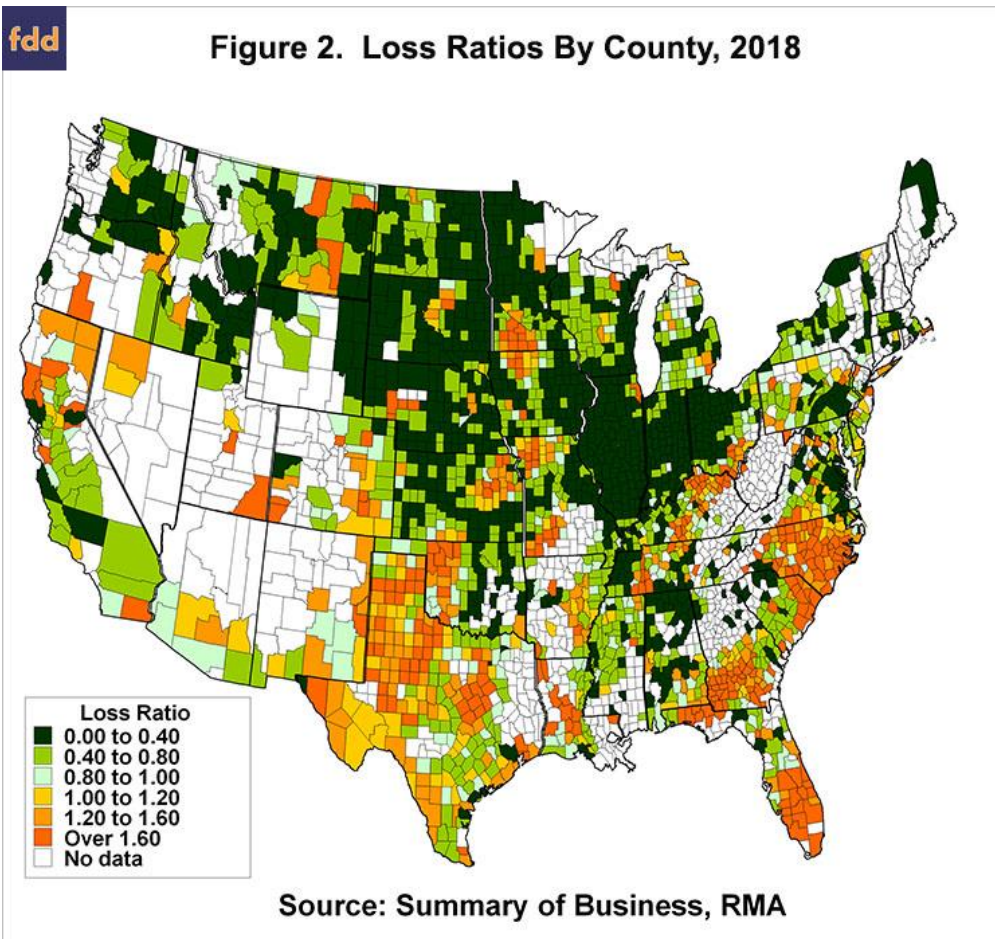 fdd
Figure 2. Loss Ratios By County, 2018
Loss Ratio
0.00 to 0.40
0.40 to 0.80
0.80 to 1.00
1.00 to 1.20
1.20 to 1.60
Over 1.60
No data
Source: Summary of Business, RMA